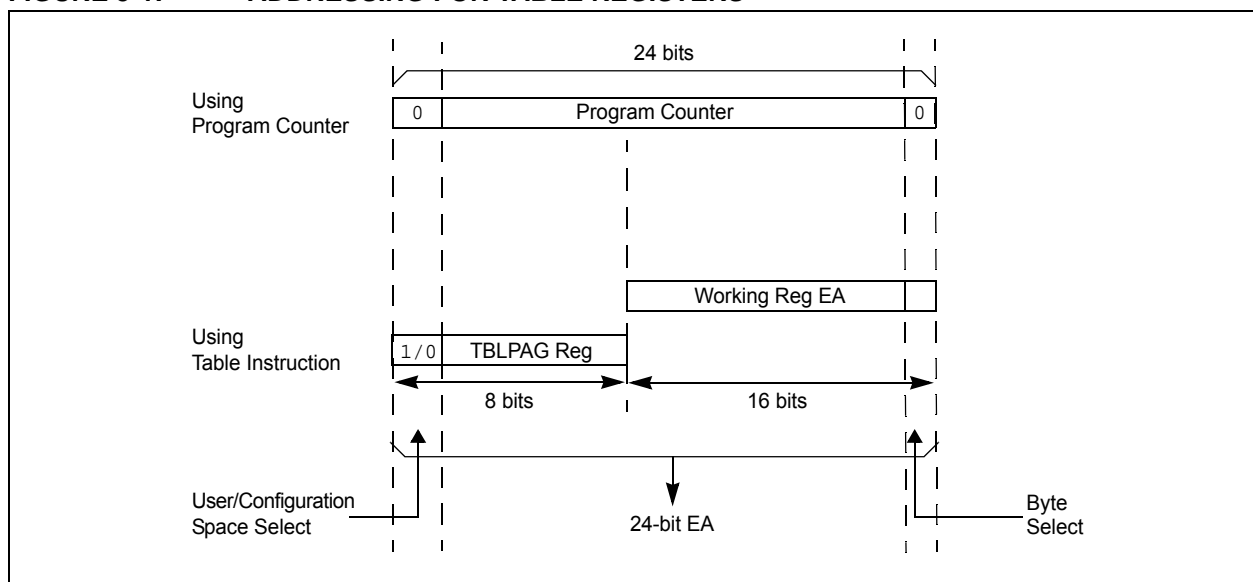 24 bits
Using
Program Counter
0
Program Counter
0
Working Reg EA
Using
Table Instruction
1/0
TBLPAG Reg
8 bits
16 bits
User/Configuration
Space Select
24-bit EA
Byte
Select